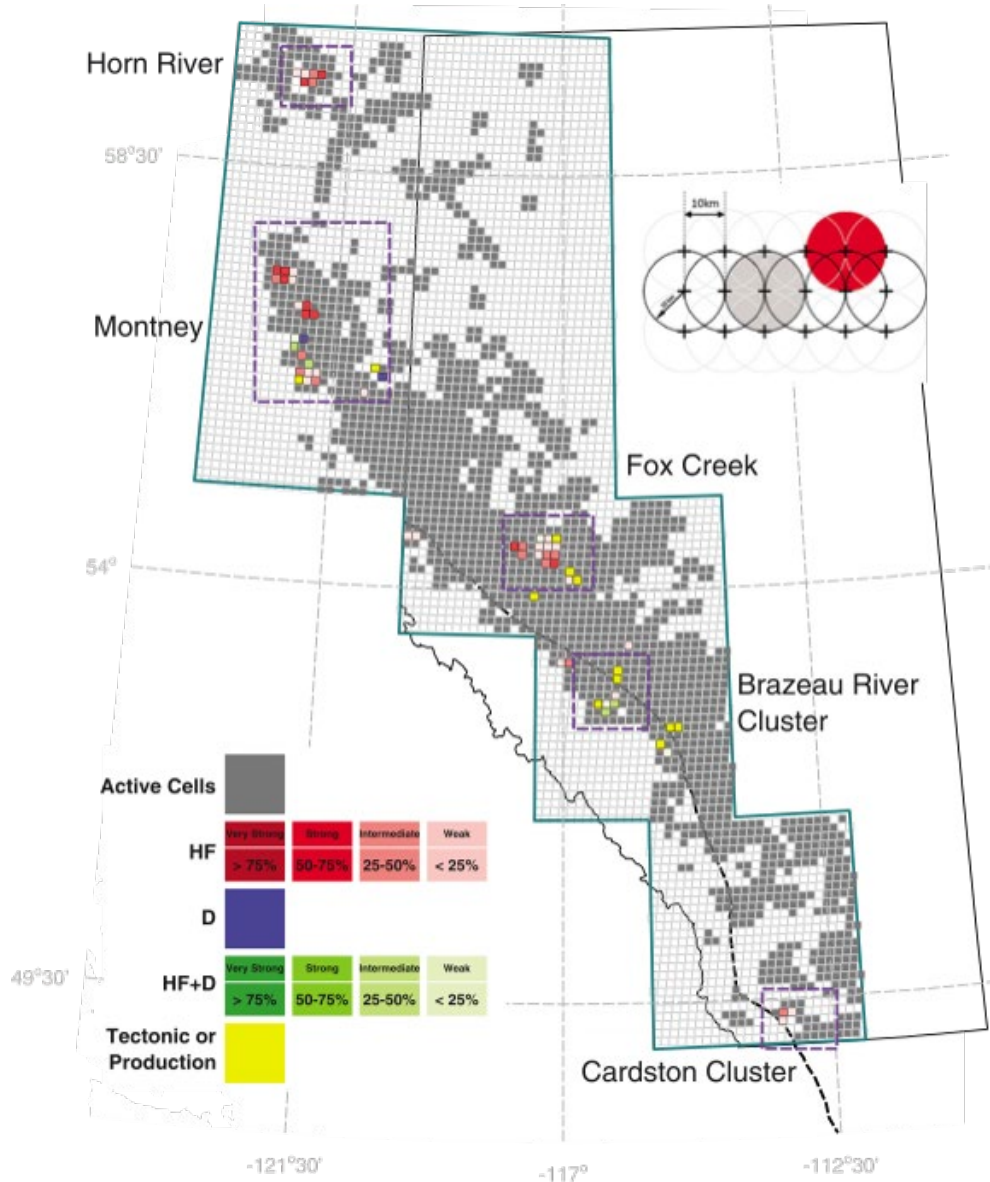 Horn River
58°30'
10km
Montney
Fox Creek
54°
Brazeau River
Cluster
Active Cells
Very Strong Strong Intermediate Weak
HF
> 75% 50-75% 25-50% < 25%
D
Very Strong Strong Intermediate Weak
HF+D
> 75% 50-75% 25-50% < 25%
49°30'
Tectonic or
Production
Cardston Cluster
-121°30'
-117°
-112°30'